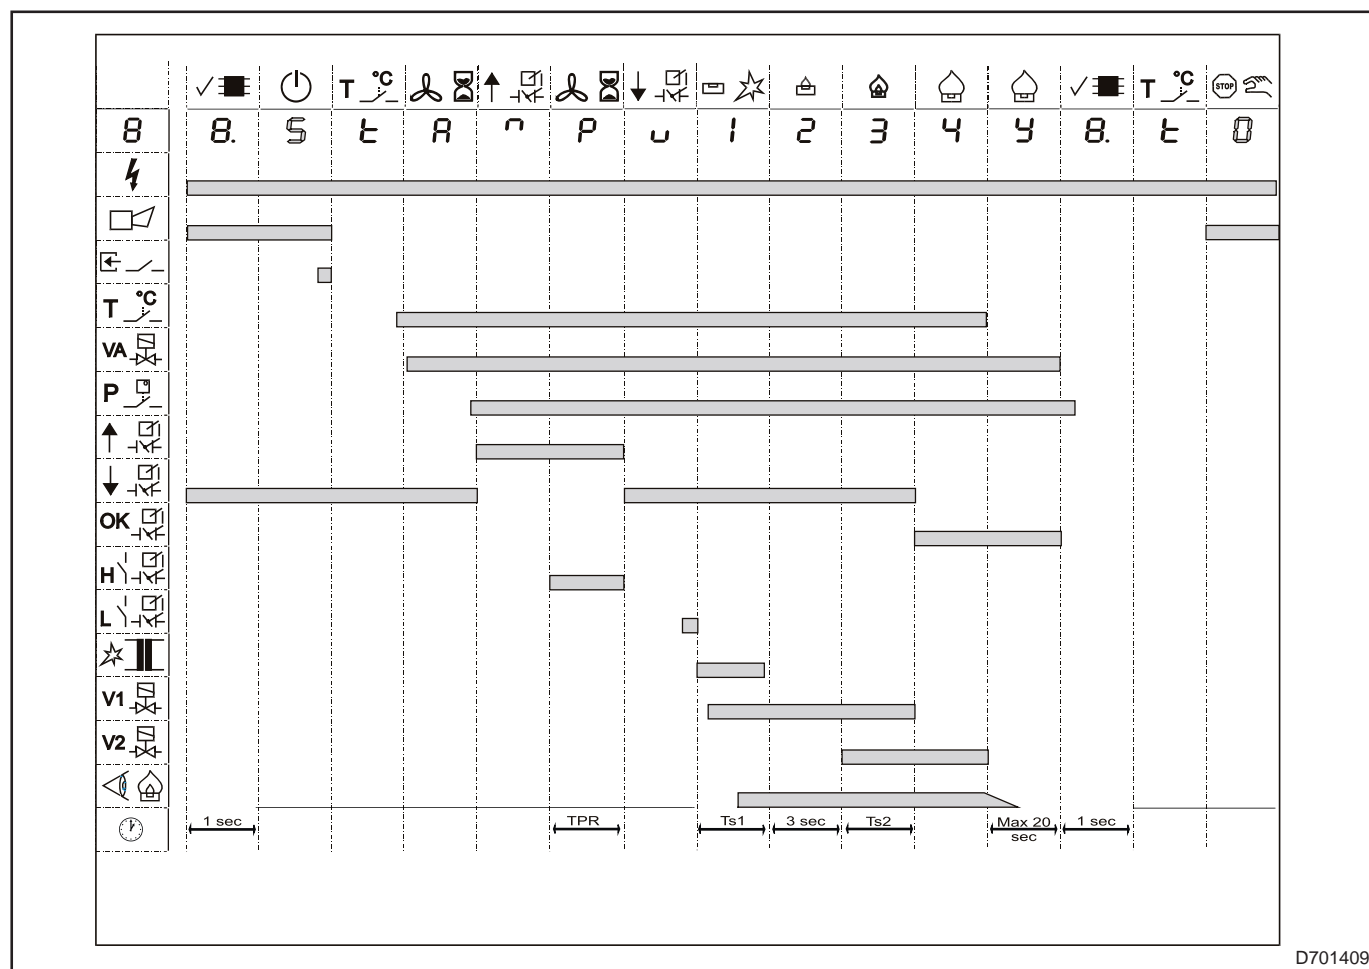 T °C T °C STOP
8 8. S t A n P u 1 2 3 4 y 8. t 0
T °C
VA
P
OK
H
L
V1
V2
1 sec TPR Ts1 3 sec Ts2 Max 20 sec 1 sec
D701409